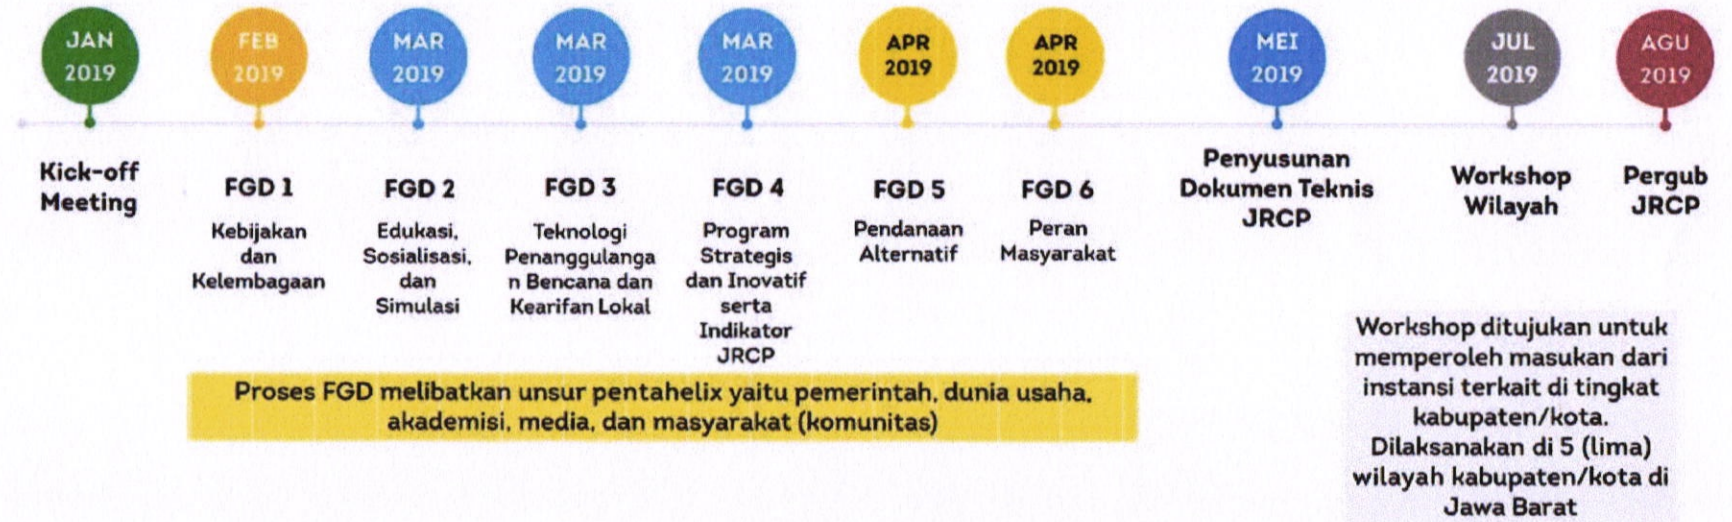 JAN
2019
FEB
2019
MAR
2019
MAR
2019
MAR
2019
APR
2019
APR
2019
MEI
2019
JUL
2019
AGU
2019
Kick-off
Meeting
FGD 1
Kebijakan
dan
Kelembagaan
FGD 2
Edukasi,
Sosialisasi,
dan
Simulasi
FGD 3
Teknologi
Penanggulanga
n Bencana dan
Kearifan Lokal
FGD 4
Program
Strategis
dan Inovatif
serta
Indikator
JRCP
FGD 5
Pendanaan
Alternatif
FGD 6
Peran
Masyarakat
Penyusunan
Dokumen Teknis
JRCP
Workshop
Wilayah
Pergub
JRCP
Proses FGD melibatkan unsur pentahelix yaitu pemerintah, dunia usaha,
akademisi, media, dan masyarakat (komunitas)
Workshop ditujukan untuk
memperoleh masukan dari
instansi terkait di tingkat
kabupaten/kota.
Dilaksanakan di 5 (lima)
wilayah kabupaten/kota di
Jawa Barat